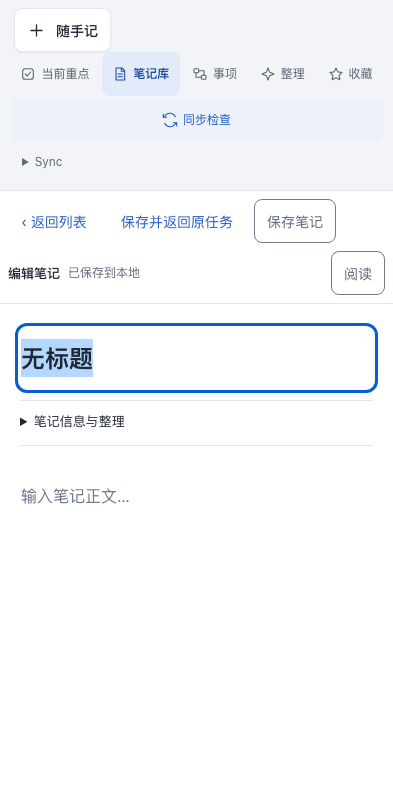 随手记
当前重点 笔记库 事项 整理 收藏
同步检查
Sync
‹ 返回列表 保存并返回原任务 保存笔记
编辑笔记 已保存到本地 阅读
无标题
笔记信息与整理
输入笔记正文...